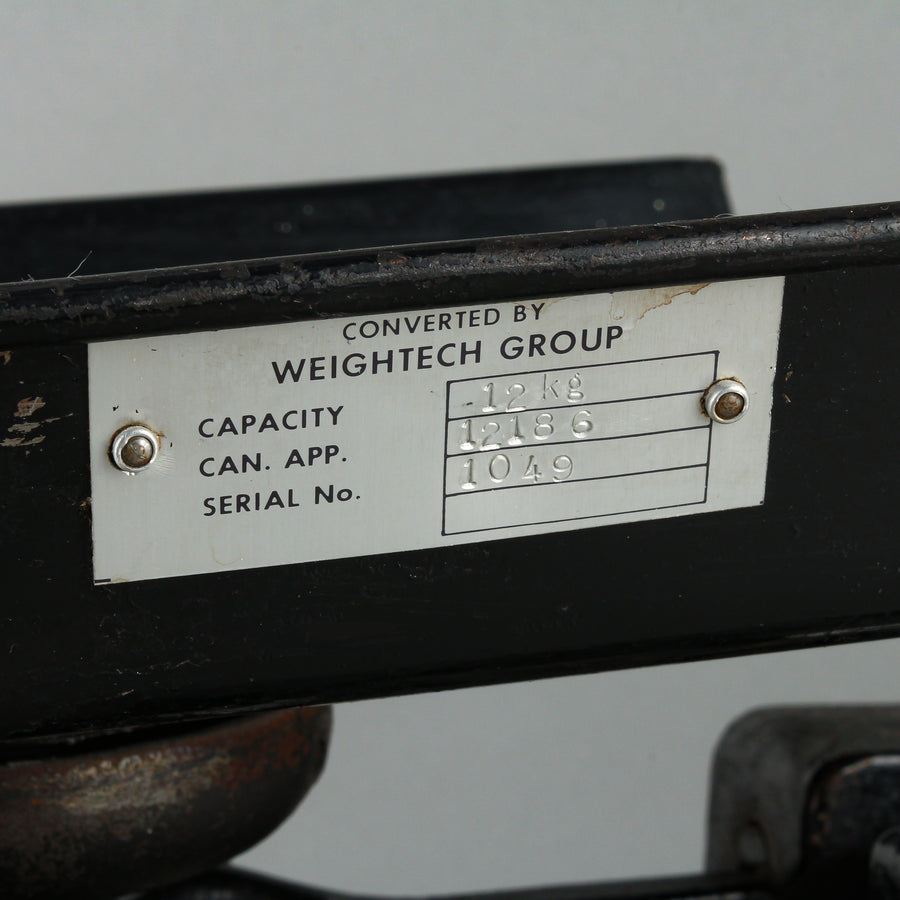 CONVERTED BY
WEIGHTECH GROUP
CAPACITY 12 kg
CAN. APP. 12186
SERIAL No. 1049